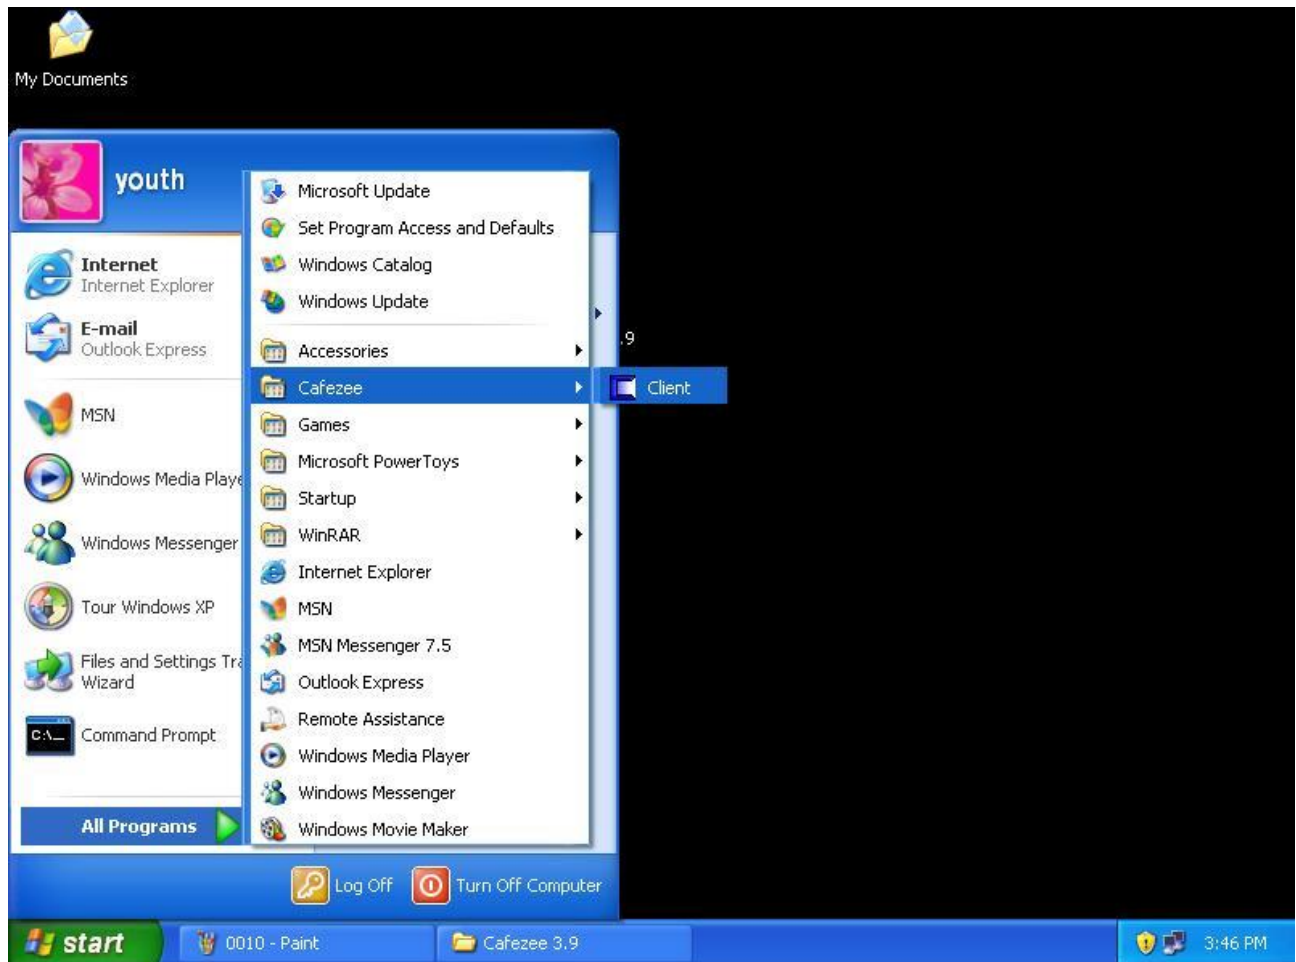 My Documents
youth
Internet
Internet Explorer
E-mail
Outlook Express
MSN
Windows Media Playe
Windows Messenger
Tour Windows XP
Files and Settings Tra
Wizard
C:\_
Command Prompt
All Programs
Microsoft Update
Set Program Access and Defaults
Windows Catalog
Windows Update
Accessories
Cafezee
Games
Microsoft PowerToys
Startup
WinRAR
Internet Explorer
MSN
MSN Messenger 7.5
Outlook Express
Remote Assistance
Windows Media Player
Windows Messenger
Windows Movie Maker
.9
Client
Log Off
Turn Off Computer
start
0010 - Paint
Cafezee 3.9
3:46 PM